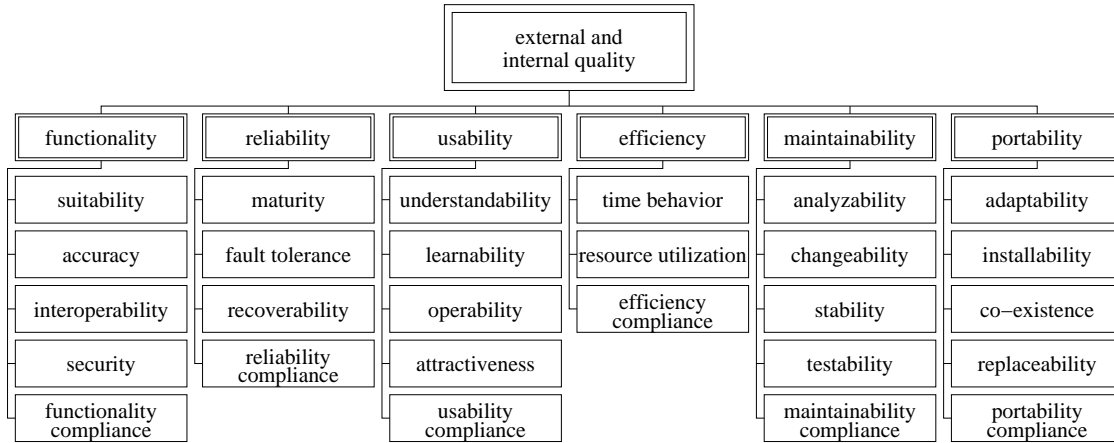 external and
internal quality
functionality
reliability
usability
efficiency
maintainability
portability
suitability
maturity
understandability
time behavior
analyzability
adaptability
accuracy
fault tolerance
learnability
resource utilization
changeability
installability
interoperability
recoverability
operability
efficiency
compliance
stability
co−existence
security
reliability
compliance
attractiveness
testability
replaceability
functionality
compliance
usability
compliance
maintainability
compliance
portability
compliance